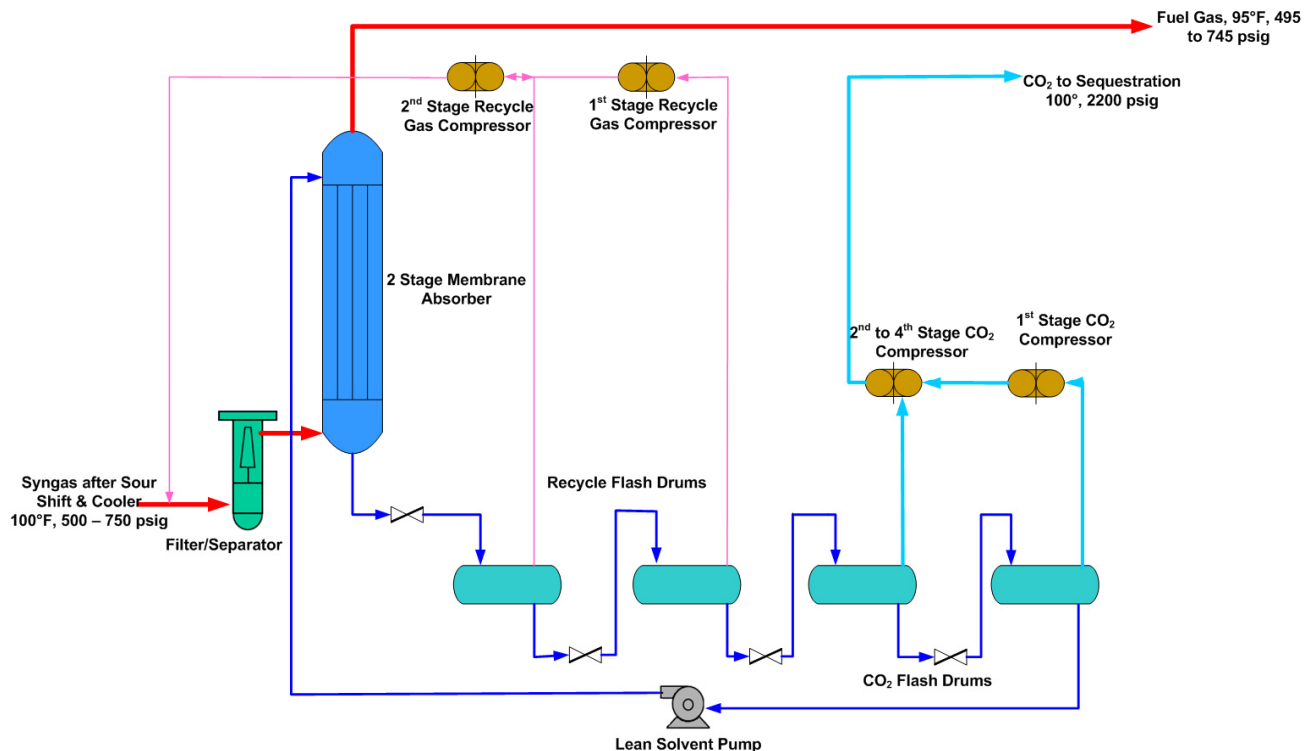 Fuel Gas, 95°F, 495
to 745 psig
CO₂ to Sequestration
100°, 2200 psig
2nd Stage Recycle
Gas Compressor
1st Stage Recycle
Gas Compressor
2 Stage Membrane
Absorber
1st Stage CO₂
Compressor
2nd to 4th Stage CO₂
Compressor
Syngas after Sour
Shift & Cooler
100°F, 500 – 750 psig
Filter/Separator
Recycle Flash Drums
CO₂ Flash Drums
Lean Solvent Pump